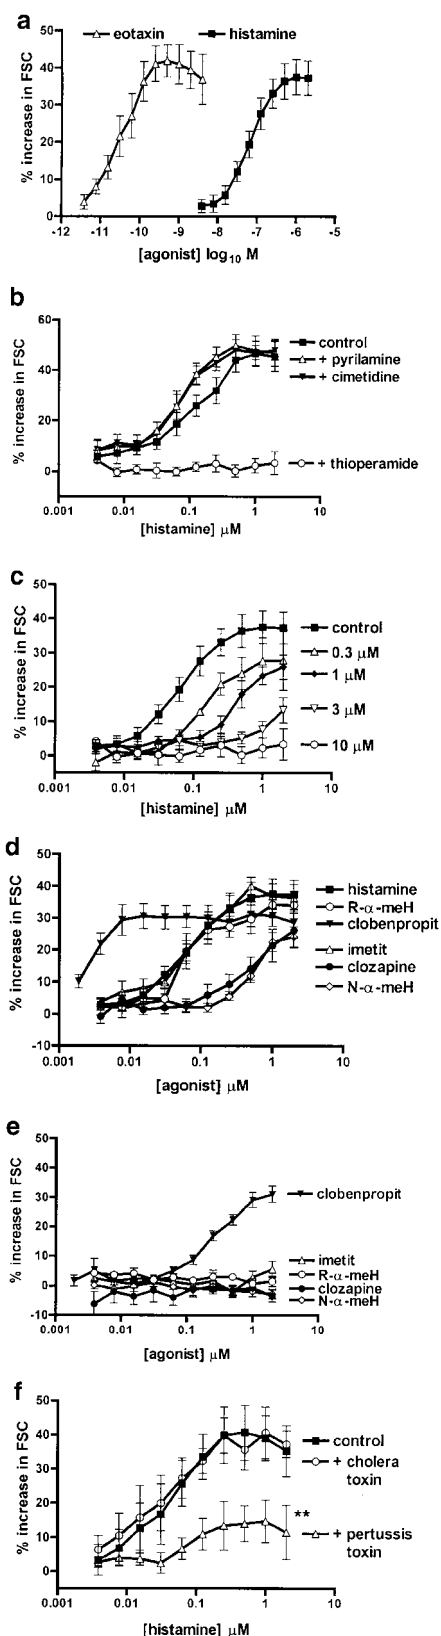 a
eotaxin
histamine
50
40
30
20
10
0
% increase in FSC
-12 -11 -10 -9 -8 -7 -6 -5
[agonist] log10 M
b
60
40
20
0
% increase in FSC
control
+ pyrilamine
+ cimetidine
+ thioperamide
0.001 0.01 0.1 1 10
[histamine] μM
c
50
40
30
20
10
0
% increase in FSC
control
0.3 μM
1 μM
3 μM
10 μM
0.001 0.01 0.1 1 10
[histamine] μM
d
50
40
30
20
10
0
-10
% increase in FSC
histamine
R-α-meH
clobenpropit
imetit
clozapine
N-α-meH
0.001 0.01 0.1 1 10
[agonist] μM
e
50
40
30
20
10
0
-10
% increase in FSC
clobenpropit
imetit
R-α-meH
clozapine
N-α-meH
0.001 0.01 0.1 1 10
[agonist] μM
f
50
40
30
20
10
0
% increase in FSC
control
+ cholera
toxin
**
+ pertussis
toxin
0.001 0.01 0.1 1 10
[histamine] μM